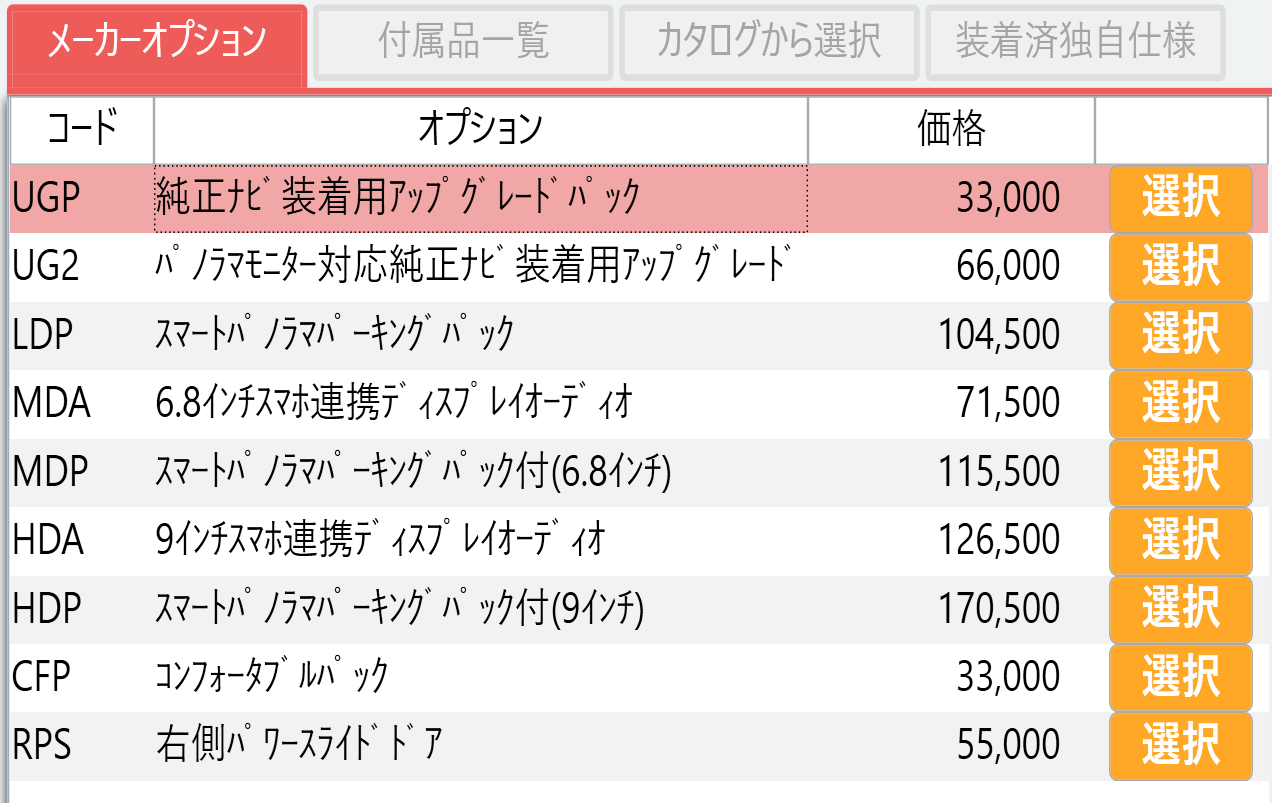 メーカーオプション 付属品一覧 カタログから選択 装着済独自仕様
コード オプション 価格
UGP 純正ﾅﾋﾞ装着用ｱｯﾌﾟｸﾞﾚｰﾄﾞﾊﾟｯｸ 33,000 選択
UG2 ﾊﾟﾉﾗﾏﾓﾆﾀｰ対応純正ﾅﾋﾞ装着用ｱｯﾌﾟｸﾞﾚｰﾄﾞ 66,000 選択
LDP ｽﾏｰﾄﾊﾟﾉﾗﾏﾊﾟｰｷﾝｸﾞﾊﾟｯｸ 104,500 選択
MDA 6.8ｲﾝﾁｽﾏﾎ連携ﾃﾞｨｽﾌﾟﾚｲｵｰﾃﾞｨｵ 71,500 選択
MDP ｽﾏｰﾄﾊﾟﾉﾗﾏﾊﾟｰｷﾝｸﾞﾊﾟｯｸ付(6.8ｲﾝﾁ) 115,500 選択
HDA 9ｲﾝﾁｽﾏﾎ連携ﾃﾞｨｽﾌﾟﾚｲｵｰﾃﾞｨｵ 126,500 選択
HDP ｽﾏｰﾄﾊﾟﾉﾗﾏﾊﾟｰｷﾝｸﾞﾊﾟｯｸ付(9ｲﾝﾁ) 170,500 選択
CFP ｺﾝﾌｫｰﾀﾌﾞﾙﾊﾟｯｸ 33,000 選択
RPS 右側ﾊﾟﾜｰｽﾗｲﾄﾞﾄﾞｱ 55,000 選択